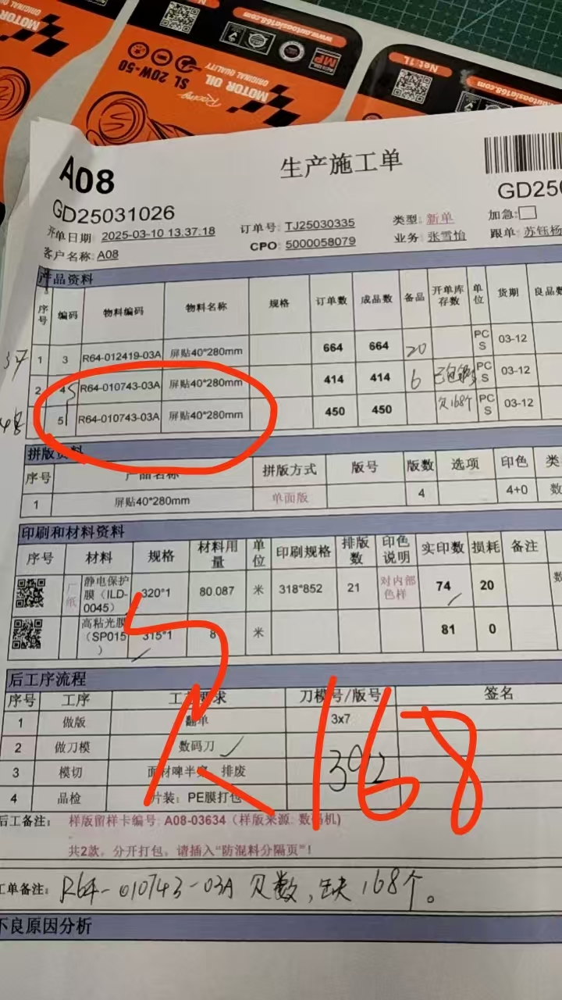 www.autoasia168.com
ORIGINAL
MP
ORIGINAL QUALITY
MOTOR OIL
Racing
SL 20W-50
Net:1L
168.com
A08
生产施工单
GD250
GD25031026
开单日期: 2025-03-10 13.37.18
订单号: TJ25030335
类型: 新单
加急:
客户名称: A08
CPO: 5000058079
业务: 张雪怡
跟单: 苏钰杨
产品资料
序号 编码 物料编码 物料名称 规格 订单数 成品数 备品 开单库存数 单位 货期 良品数
1 3 R64-012419-03A 屏贴40*280mm 664 664 20 PCS 03-12
2 4 R64-010743-03A 屏贴40*280mm 414 414 6 PCS 03-12
5 R64-010743-03A 屏贴40*280mm 450 450 欠168个 PCS 03-12
拼版资料
序号 产品名称 拼版方式 版号 版数 选项 印色 类
1 屏贴40*280mm 单面版 4 4+0 数
印刷和材料资料
序号 材料 规格 材料用量 单位 印刷规格 排版数 印色说明 实印数 损耗 备注
厂纸 静电保护膜（ILD-0045） 320*1 80.087 米 318*852 21 对内部色样 74 20 数
高粘光膜（SP015） 315*1 8 米 81 0
欠168
后工序流程
序号 工序 工艺要求 刀模号/版号 签名
1 做版 翻单 3x7
2 做刀模 数码刀 392
3 模切 面材啤半穿，排废
4 品检 片装：PE膜打包
后工备注: 样版留样卡编号: A08-03634 (样版来源: 数码机)
共2款，分开打包，请插入“防混料分隔页”!
工单备注: R64-010743-03A 欠数，缺168个。
不良原因分析